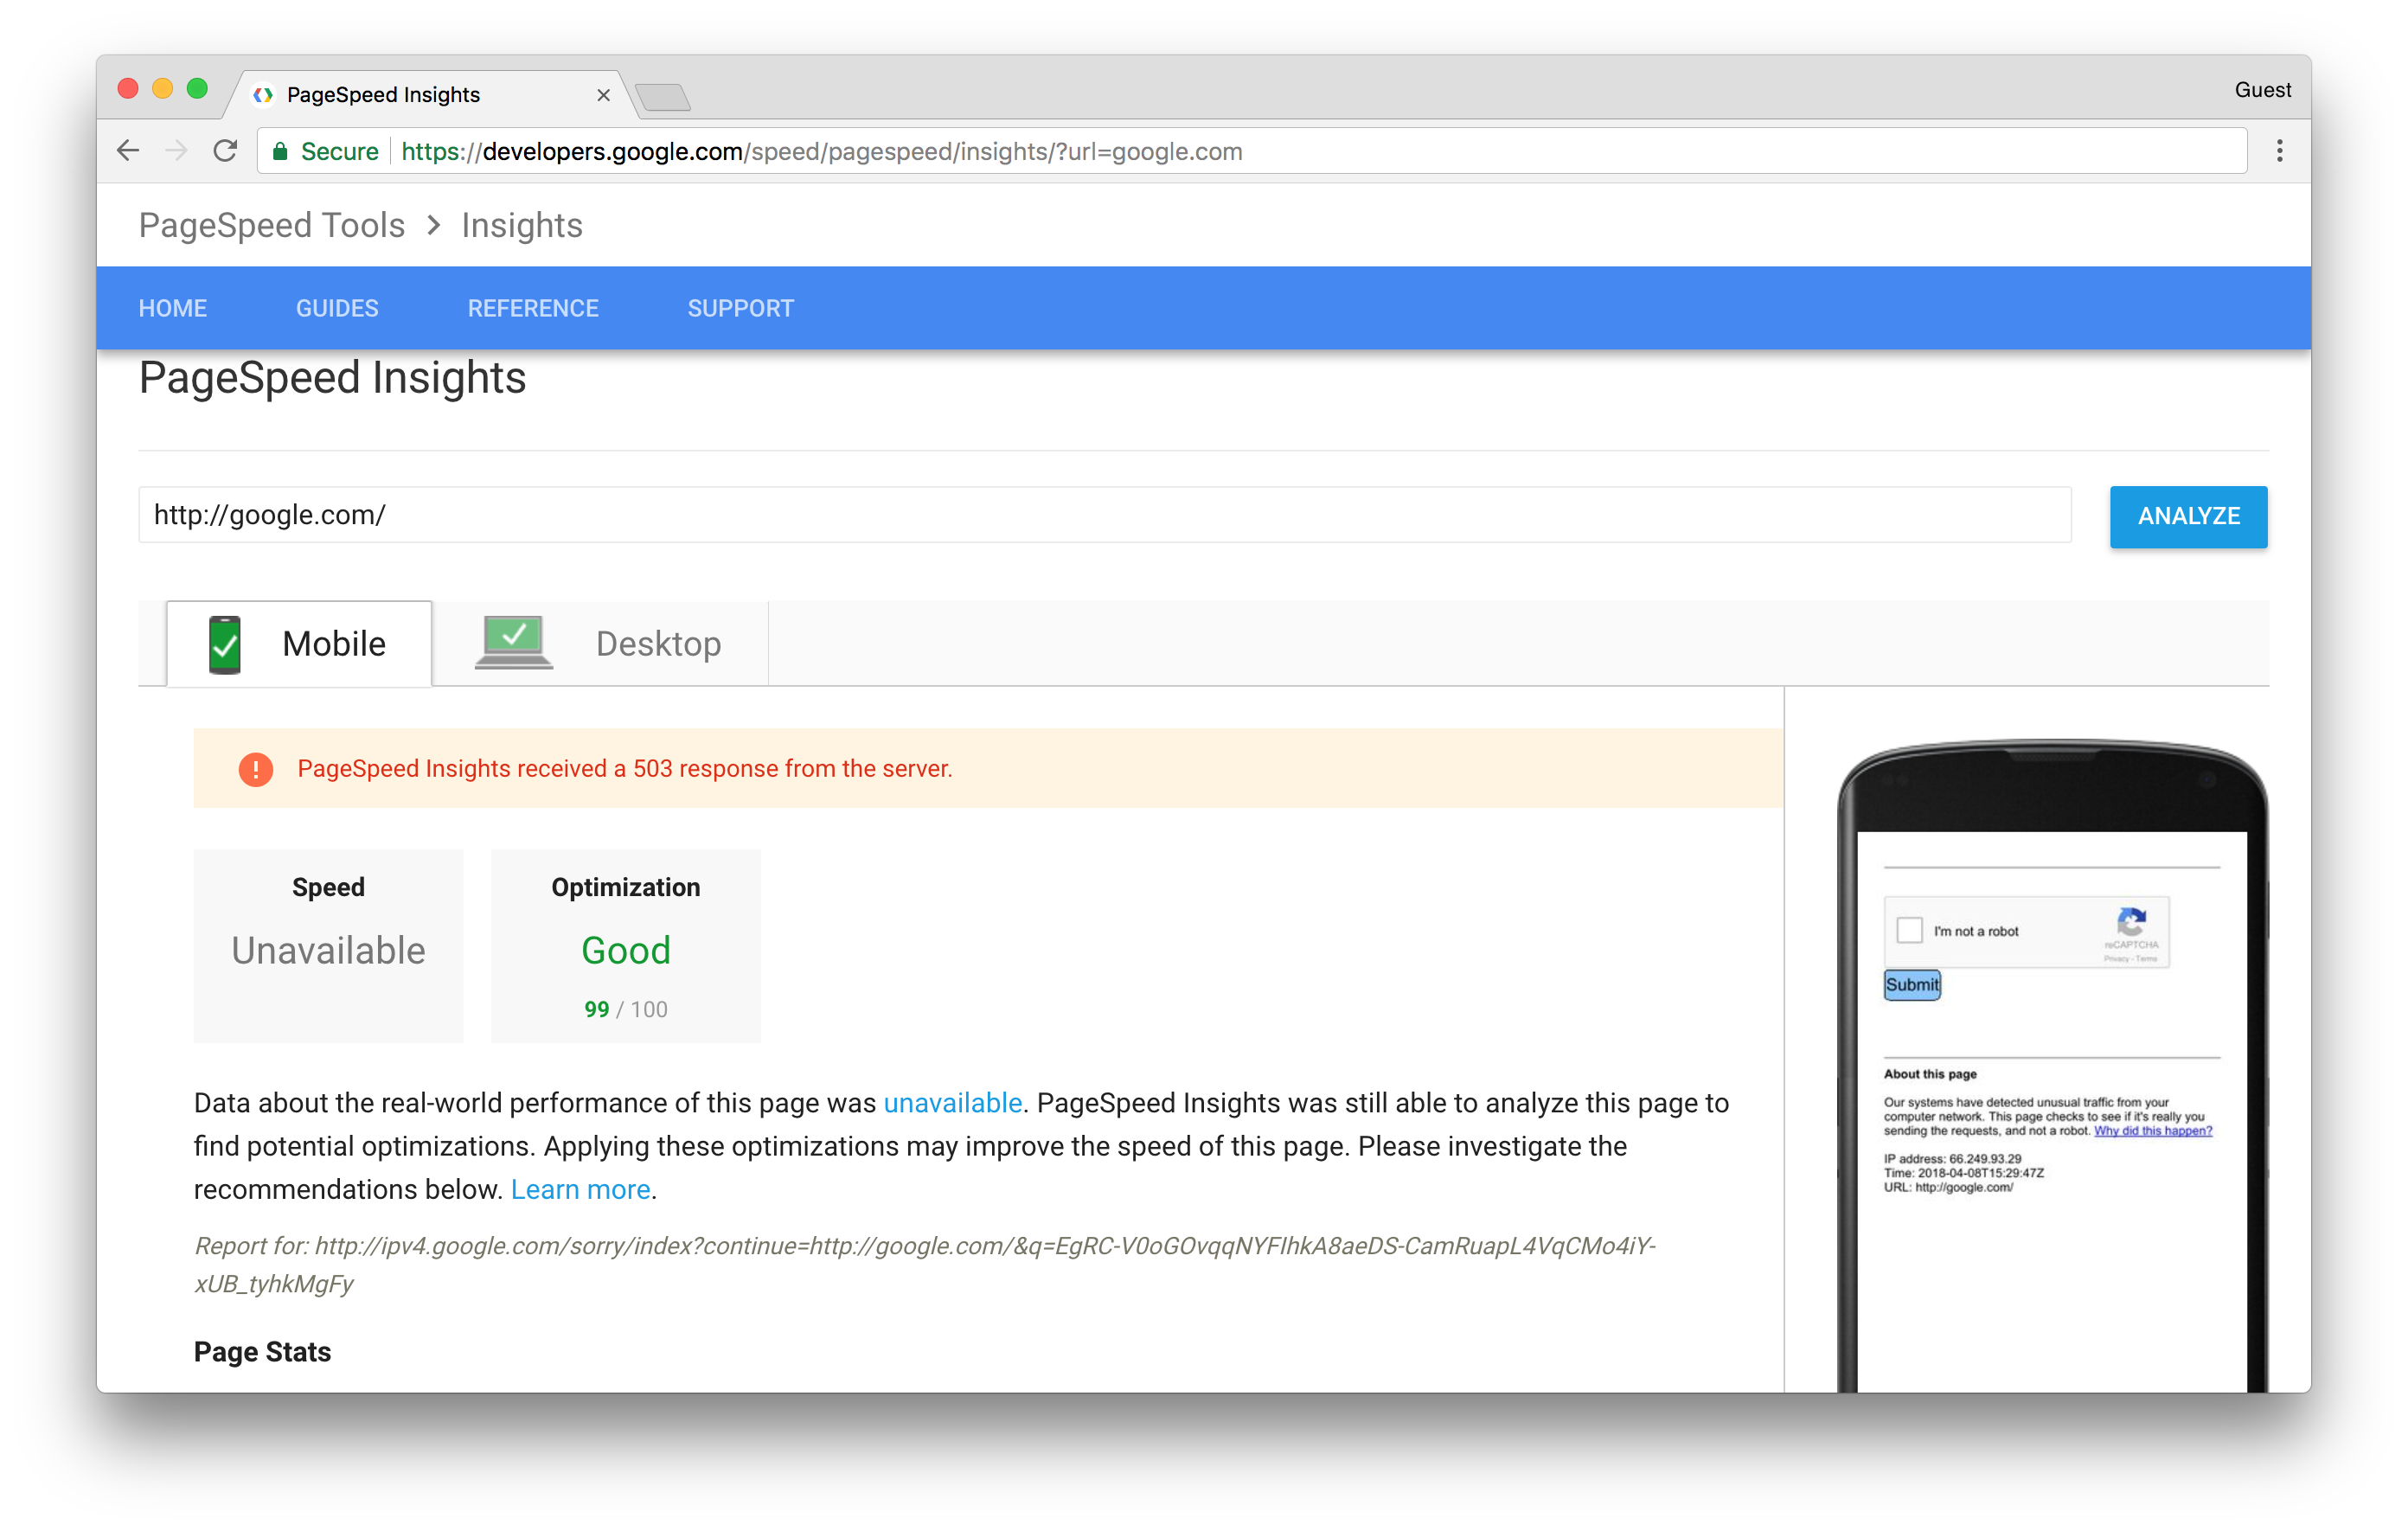 PageSpeed Insights
Guest
Secure https://developers.google.com/speed/pagespeed/insights/?url=google.com
PageSpeed Tools > Insights
HOME GUIDES REFERENCE SUPPORT
PageSpeed Insights
http://google.com/
ANALYZE
Mobile Desktop
PageSpeed Insights received a 503 response from the server.
Speed
Unavailable
Optimization
Good
99 / 100
Data about the real-world performance of this page was unavailable. PageSpeed Insights was still able to analyze this page to
find potential optimizations. Applying these optimizations may improve the speed of this page. Please investigate the
recommendations below. Learn more.
Report for: http://ipv4.google.com/sorry/index?continue=http://google.com/&q=EgRC-V0oGOvqqNYFIhkA8aeDS-CamRuapL4VqCMo4iY-
xUB_tyhkMgFy
Page Stats
I'm not a robot
reCAPTCHA
Privacy - Terms
Submit
About this page
Our systems have detected unusual traffic from your
computer network. This page checks to see if it's really you
sending the requests, and not a robot. Why did this happen?
IP address: 66.249.93.29
Time: 2018-04-08T15:29:47Z
URL: http://google.com/